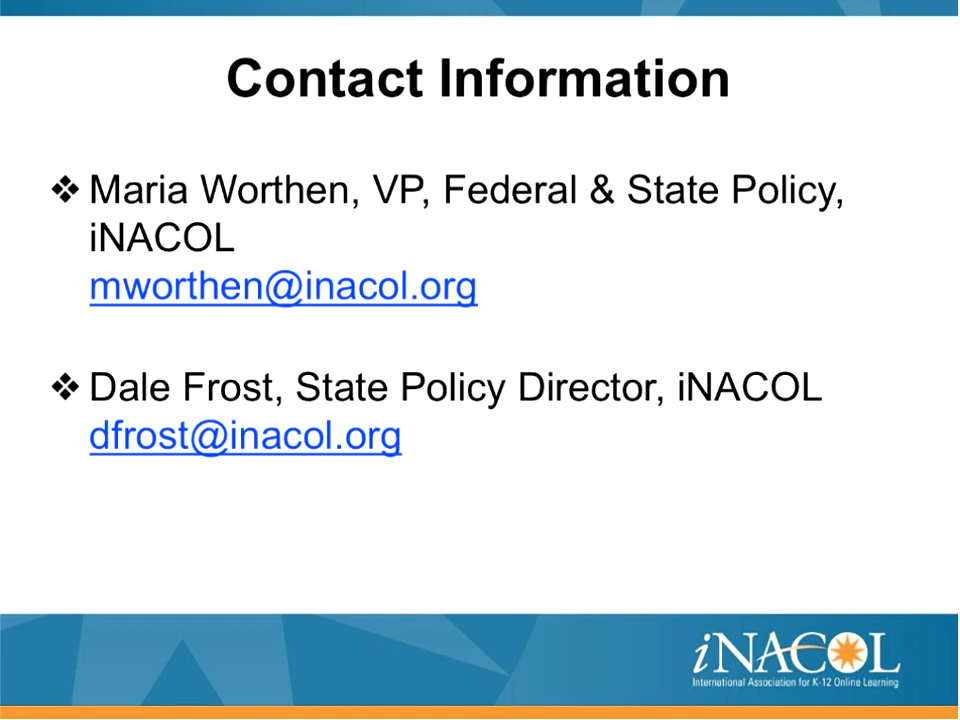 Contact Information
❖ Maria Worthen, VP, Federal & State Policy,
iNACOL
mworthen@inacol.org
❖ Dale Frost, State Policy Director, iNACOL
dfrost@inacol.org
iNACOL
International Association for K-12 Online Learning